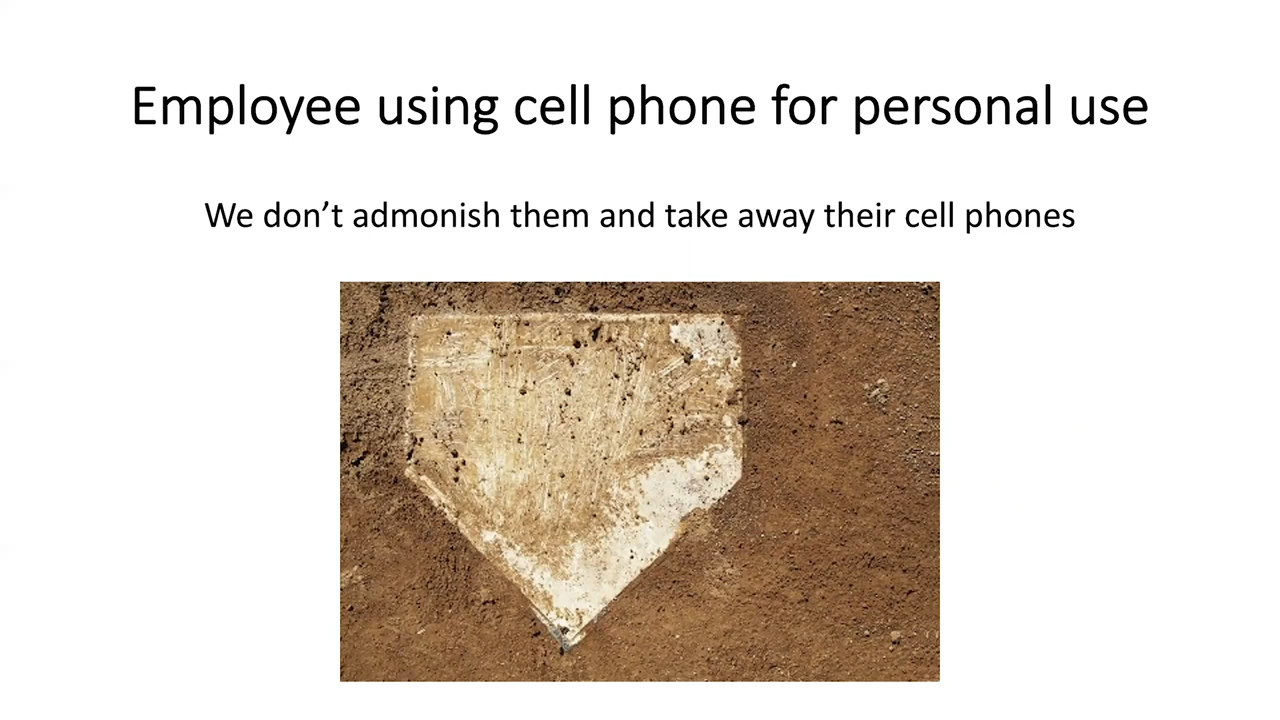 Employee using cell phone for personal use
We don’t admonish them and take away their cell phones